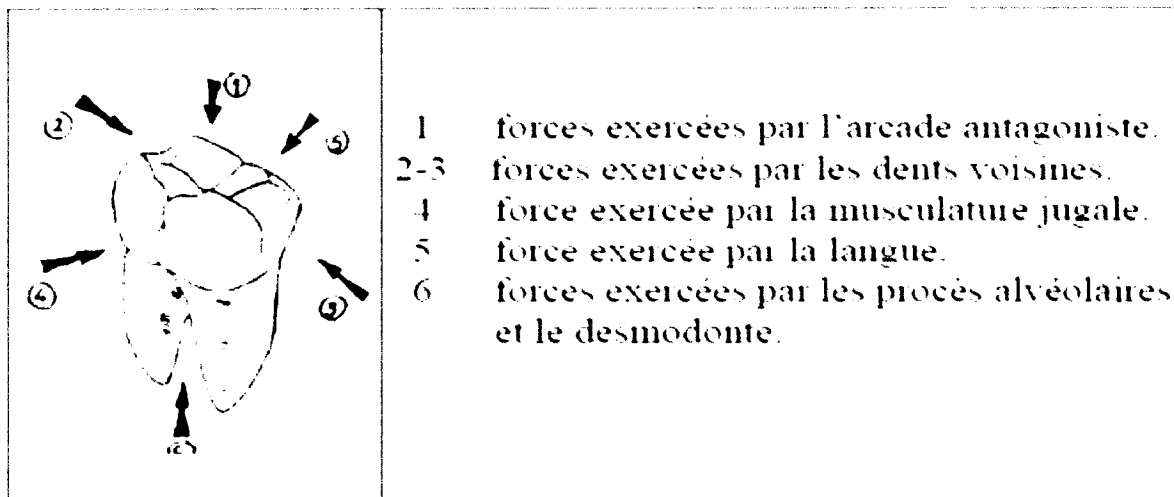 ①
②
⑤
④
1 forces exercées par l'arcade antagoniste.
2-3 forces exercées par les dents voisines.
4 force exercée par la musculature jugale.
5 force exercée par la langue.
6 forces exercées par les procès alvéolaires
et le desmodonte.